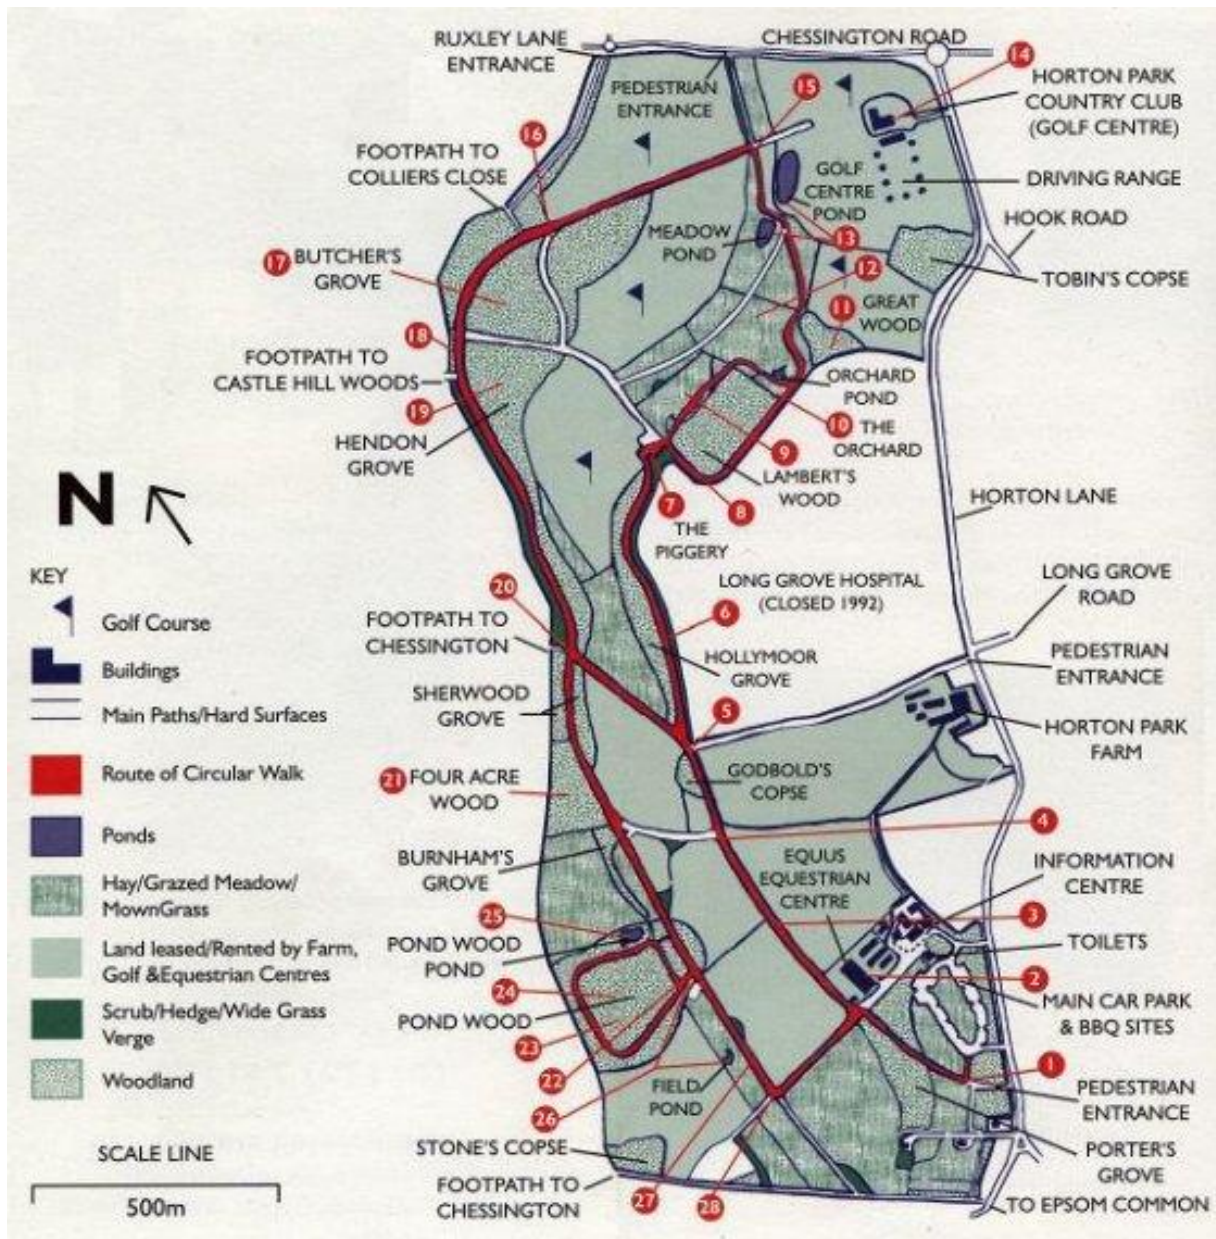 RUXLEY LANE
ENTRANCE
CHESSINGTON ROAD
14
PEDESTRIAN
ENTRANCE
15
HORTON PARK
COUNTRY CLUB
(GOLF CENTRE)
16
FOOTPATH TO
COLLIERS CLOSE
GOLF
CENTRE
POND
DRIVING RANGE
HOOK ROAD
MEADOW
POND
13
17 BUTCHER'S
GROVE
12
TOBIN'S COPSE
11 GREAT
WOOD
18
FOOTPATH TO
CASTLE HILL WOODS
ORCHARD
POND
19
10 THE
ORCHARD
HENDON
GROVE
9
LAMBERT'S
WOOD
HORTON LANE
7
8
THE
PIGGERY
N
KEY
Golf Course
Buildings
Main Paths/Hard Surfaces
Route of Circular Walk
Ponds
Hay/Grazed Meadow/
MownGrass
Land leased/Rented by Farm,
Golf &Equestrian Centres
Scrub/Hedge/Wide Grass
Verge
Woodland
SCALE LINE
500m
LONG GROVE HOSPITAL
(CLOSED 1992)
LONG GROVE
ROAD
20
FOOTPATH TO
CHESSINGTON
6
HOLLYMOOR
GROVE
PEDESTRIAN
ENTRANCE
SHERWOOD
GROVE
5
HORTON PARK
FARM
21 FOUR ACRE
WOOD
GODBOLD'S
COPSE
4
BURNHAM'S
GROVE
EQUUS
EQUESTRIAN
CENTRE
INFORMATION
CENTRE
25
3
POND WOOD
POND
TOILETS
24
2
POND WOOD
MAIN CAR PARK
& BBQ SITES
23
22
1
FIELD
POND
26
PEDESTRIAN
ENTRANCE
STONE'S COPSE
PORTER'S
GROVE
FOOTPATH TO
CHESSINGTON
27
28
TO EPSOM COMMON